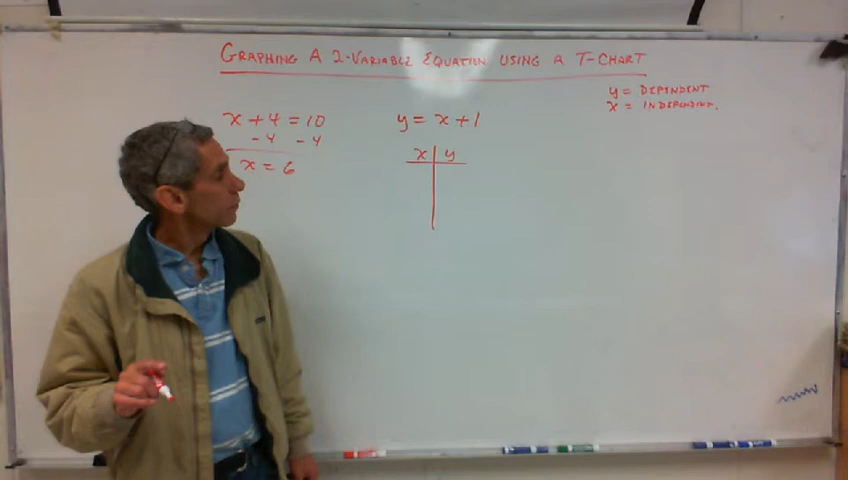 GRAPHING A 2-VARIABLE EQUATION USING A T-CHART
y = DEPENDENT
x = INDEPENDENT.
x + 4 = 10
- 4 - 4
x = 6
y = x + 1
x y